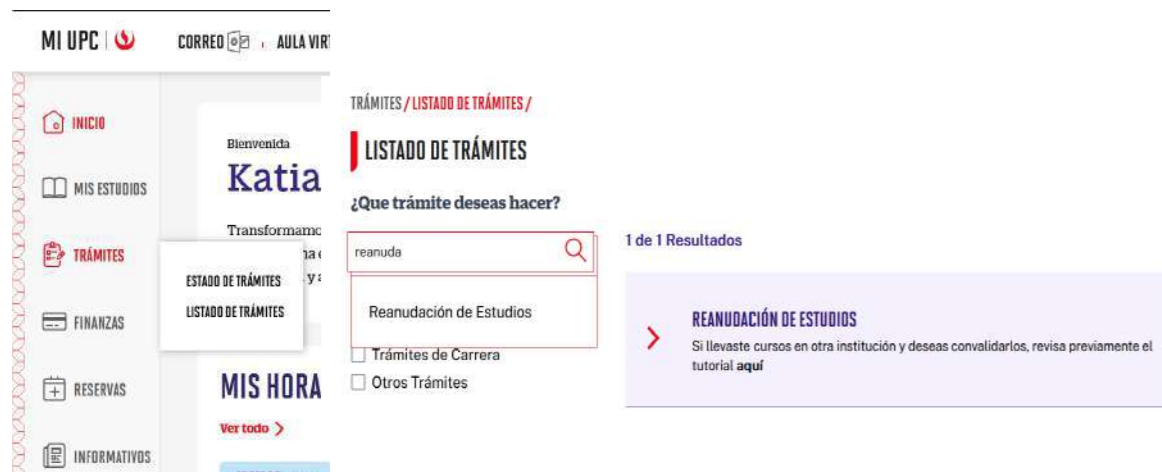 MI UPC
CORREO
AULA
INICIO
MIS ESTUDIOS
TRÁMITES
FINANZAS
RESERVAS
INFORMATIVOS
Bienvenida
Katia
ESTADO DE TRÁMITES
LISTADO DE TRÁMITES
MIS
Ver todo
TRÁMITES / LISTADO DE TRÁMITES /
LISTADO DE TRÁMITES
¿Que trámite deseas hacer?
reanuda
Reanudación de Estudios
Trámites de Carrera
Otros Trámites
1 de 1 Resultados
REANUDACIÓN DE ESTUDIOS
Si llevaste cursos en otra institución y deseas convalidarlos, revisa previamente el
tutorial aquí